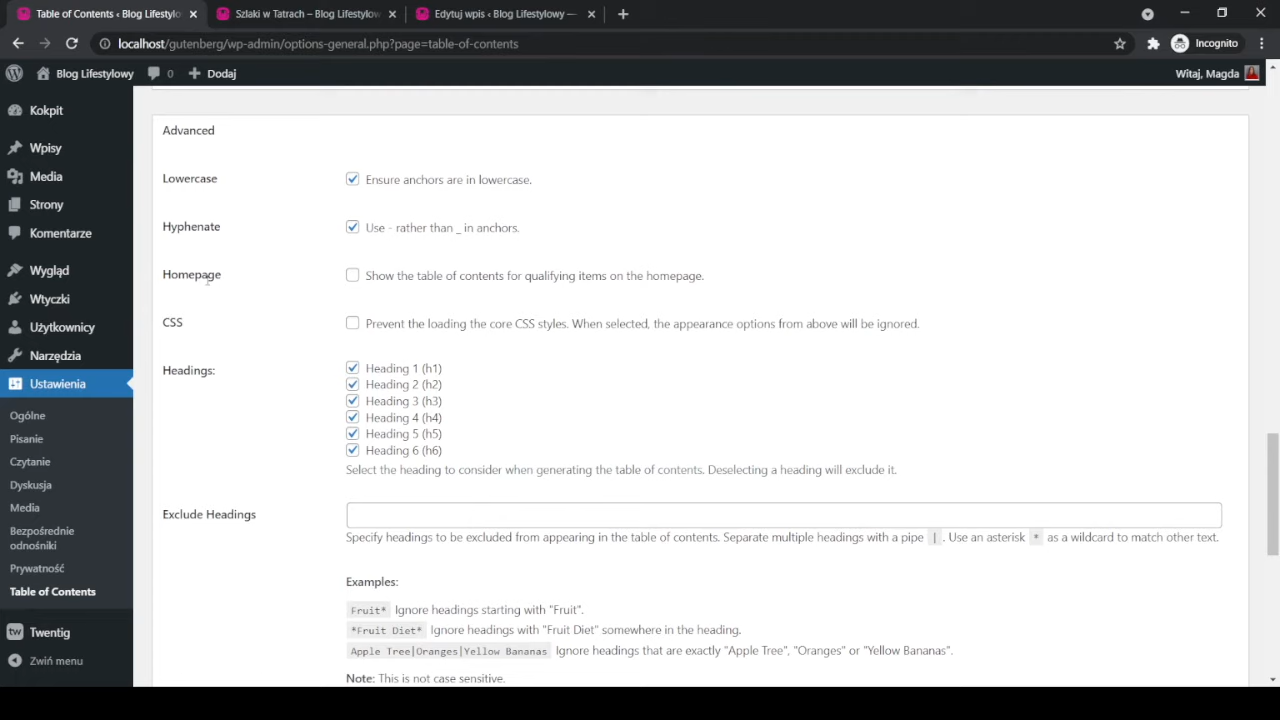 Table of Contents ‹ Blog Lifestyl
Szlaki w Tatrach – Blog Lifestylow
Edytuj wpis ‹ Blog Lifestylowy —
localhost/gutenberg/wp-admin/options-general.php?page=table-of-contents
Incognito
Blog Lifestylowy
0
Dodaj
Witaj, Magda
Kokpit
Wpisy
Media
Strony
Komentarze
Wygląd
Wtyczki
Użytkownicy
Narzędzia
Ustawienia
Ogólne
Pisanie
Czytanie
Dyskusja
Media
Bezpośrednie
odnośniki
Prywatność
Table of Contents
tw Twentig
Zwiń menu
Advanced
Lowercase
Ensure anchors are in lowercase.
Hyphenate
Use - rather than _ in anchors.
Homepage
Show the table of contents for qualifying items on the homepage.
CSS
Prevent the loading the core CSS styles. When selected, the appearance options from above will be ignored.
Headings:
Heading 1 (h1)
Heading 2 (h2)
Heading 3 (h3)
Heading 4 (h4)
Heading 5 (h5)
Heading 6 (h6)
Select the heading to consider when generating the table of contents. Deselecting a heading will exclude it.
Exclude Headings
Specify headings to be excluded from appearing in the table of contents. Separate multiple headings with a pipe | . Use an asterisk * as a wildcard to match other text.
Examples:
Fruit* Ignore headings starting with "Fruit".
*Fruit Diet* Ignore headings with "Fruit Diet" somewhere in the heading.
Apple Tree|Oranges|Yellow Bananas Ignore headings that are exactly "Apple Tree", "Oranges" or "Yellow Bananas".
Note: This is not case sensitive.